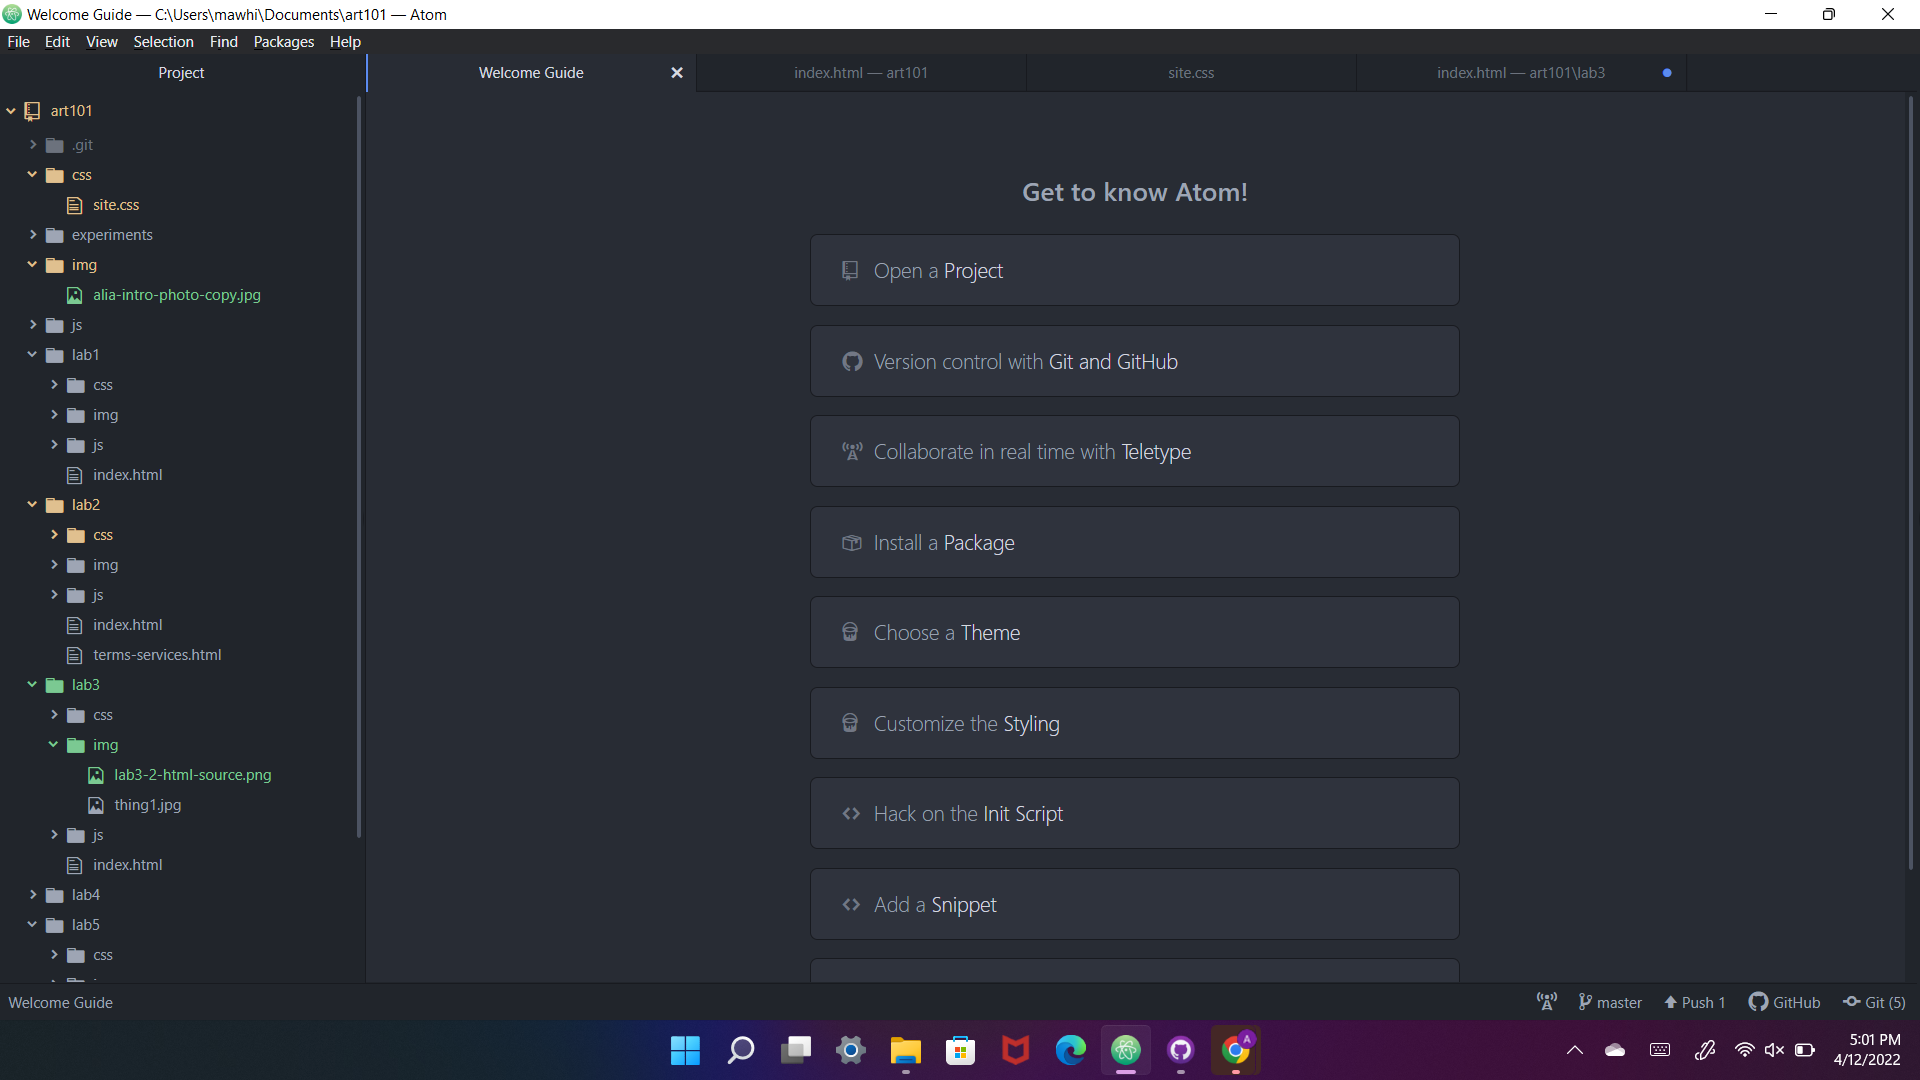 Welcome Guide — C:\Users\mawhi\Documents\art101 — Atom
File Edit View Selection Find Packages Help
Project
Welcome Guide
index.html — art101
site.css
index.html — art101\lab3
art101
.git
css
site.css
experiments
img
alia-intro-photo-copy.jpg
js
lab1
css
img
js
index.html
lab2
css
img
js
index.html
terms-services.html
lab3
css
img
lab3-2-html-source.png
thing1.jpg
js
index.html
lab4
lab5
css
Get to know Atom!
Open a Project
Version control with Git and GitHub
Collaborate in real time with Teletype
Install a Package
Choose a Theme
Customize the Styling
Hack on the Init Script
Add a Snippet
Welcome Guide
master
Push 1
GitHub
Git (5)
A
5:01 PM
4/12/2022